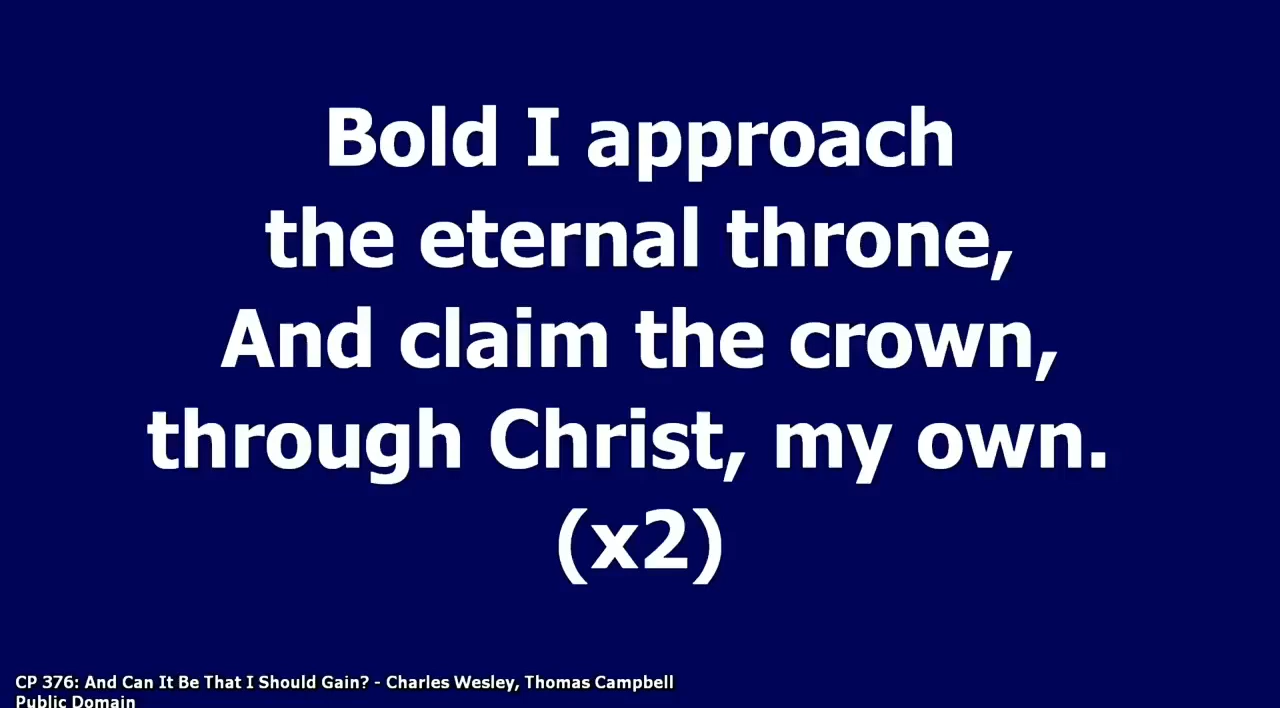 Bold I approach
the eternal throne,
And claim the crown,
through Christ, my own.
(x2)
CP 376: And Can It Be That I Should Gain? - Charles Wesley, Thomas Campbell
Public Domain